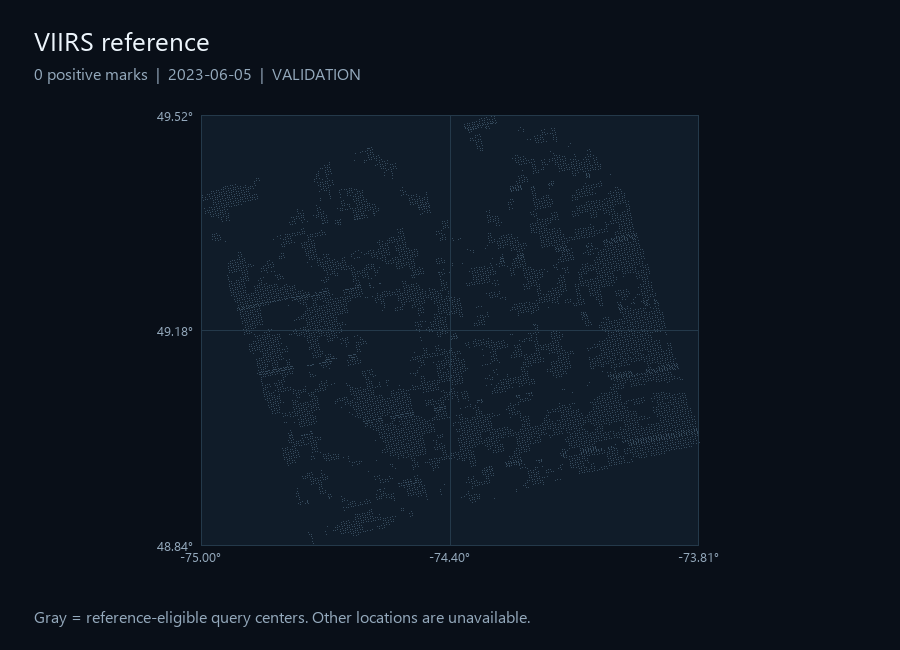 VIIRS reference
0 positive marks | 2023-06-05 | VALIDATION
49.52°
49.18°
48.84°
-75.00°
-74.40°
-73.81°
Gray = reference-eligible query centers. Other locations are unavailable.